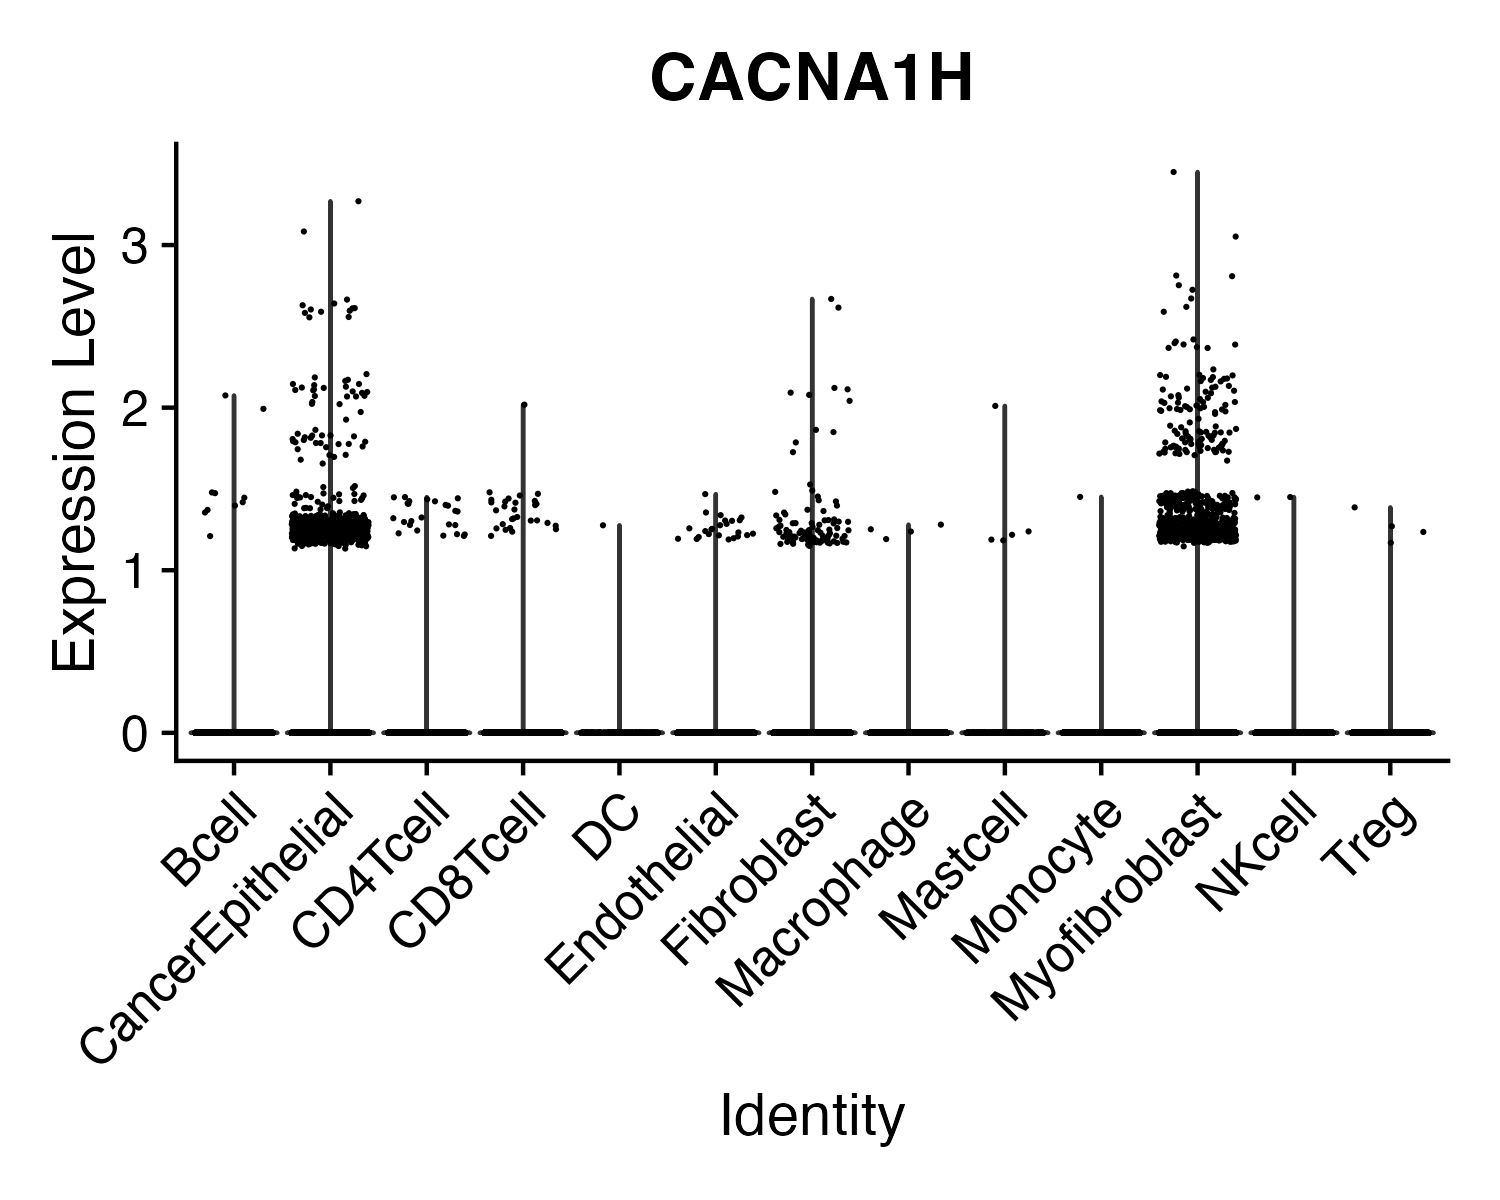 CACNA1H
Expression Level
3
2
1
0
Bcell
CancerEpithelial
CD4Tcell
CD8Tcell
DC
Endothelial
Fibroblast
Macrophage
Mastcell
Monocyte
Myofibroblast
NKcell
Treg
Identity